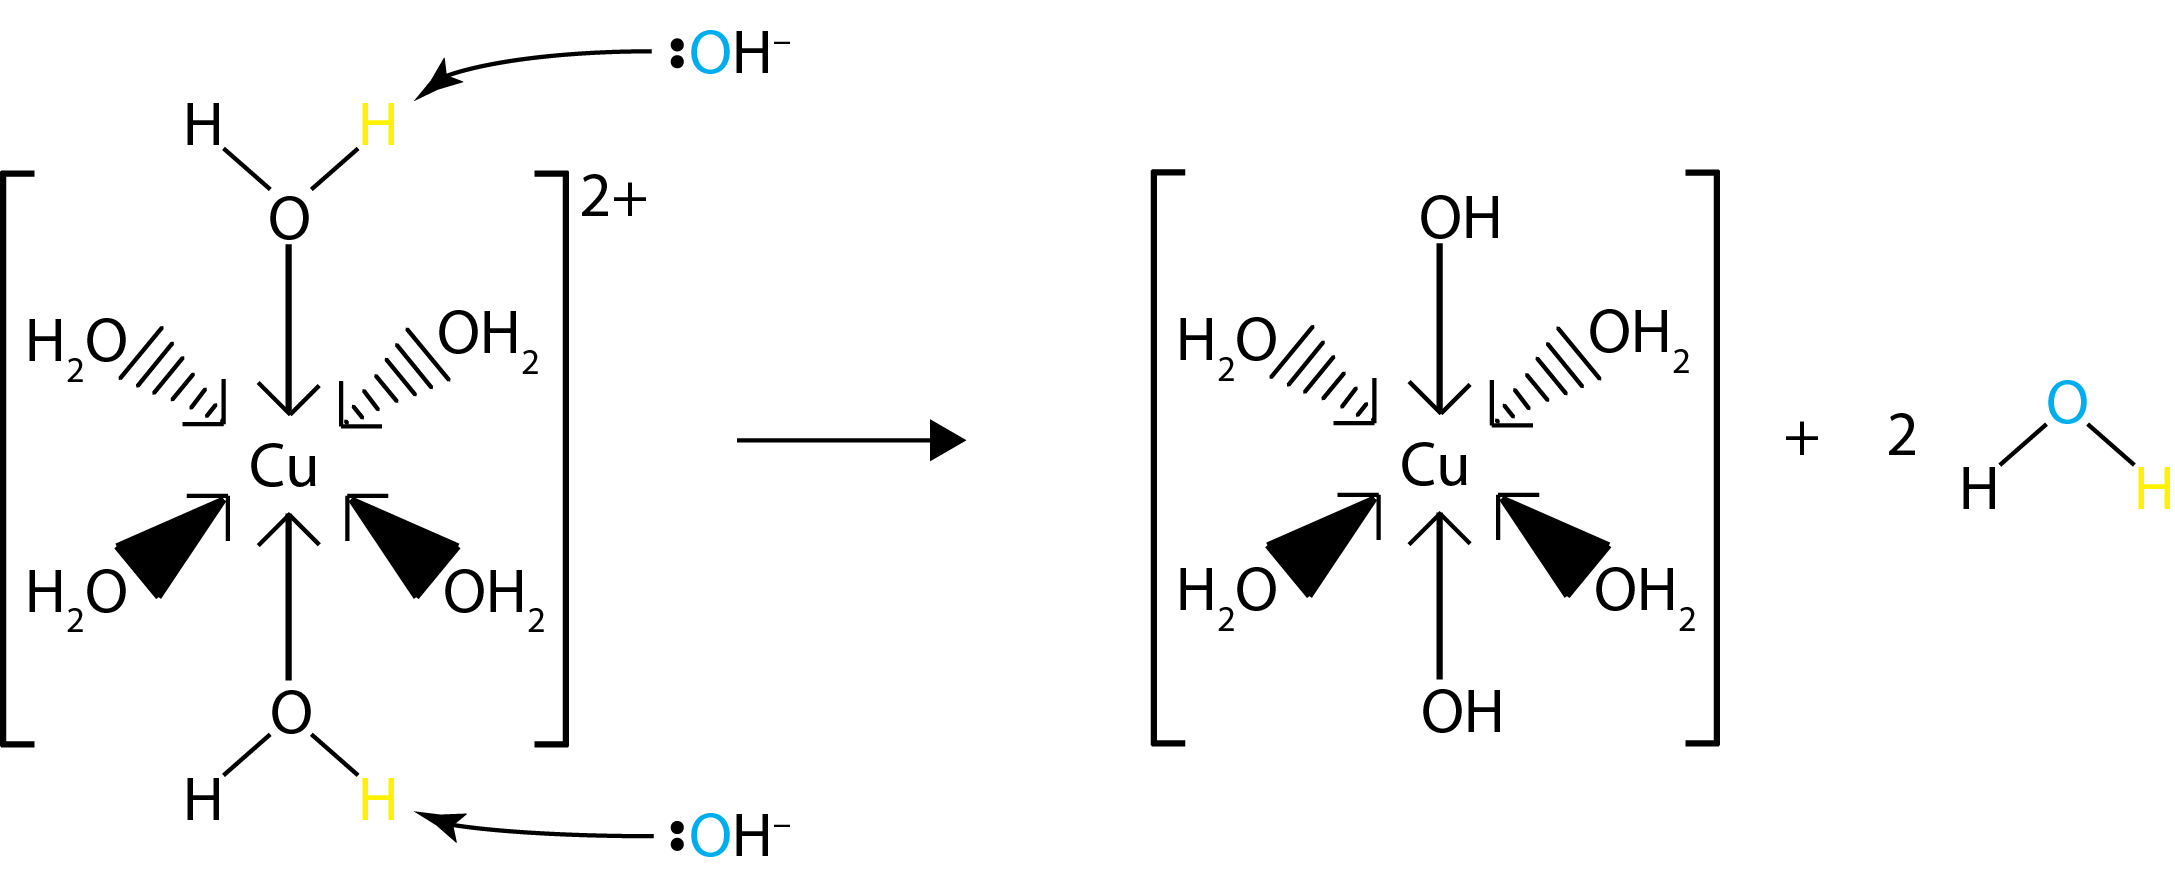 :OH⁻
H H
2+
O
OH
H₂O OH₂
H₂O OH₂
O
Cu
Cu
+ 2
H H
H₂O OH₂
H₂O OH₂
O
OH
H H
:OH⁻